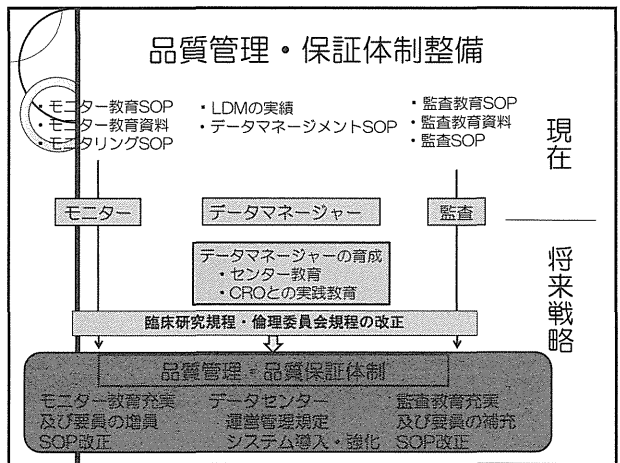 品質管理・保証体制整備
・モニター教育SOP
・モニター教育資料
・モニタリングSOP
・LDMの実績
・データマネージメントSOP
・監査教育SOP
・監査教育資料
・監査SOP
現在
モニター
データマネージャー
監査
データマネージャーの育成
・センター教育
・CROとの実践教育
将来戦略
臨床研究規程・倫理委員会規程の改正
品質管理・品質保証体制
モニター教育充実
及び要員の増員
SOP改正
データセンター
運営管理規定
システム導入・強化
監査教育充実
及び要員の補充
SOP改正